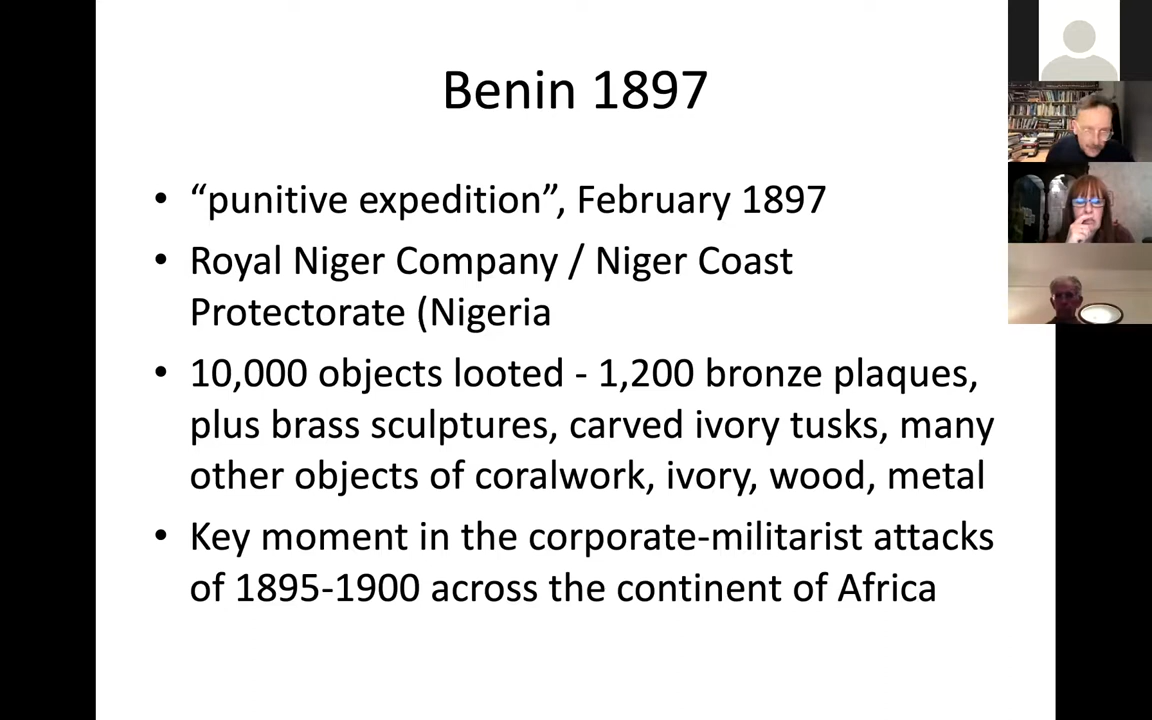 Benin 1897
• “punitive expedition”, February 1897
• Royal Niger Company / Niger Coast
Protectorate (Nigeria
• 10,000 objects looted - 1,200 bronze plaques,
plus brass sculptures, carved ivory tusks, many
other objects of coralwork, ivory, wood, metal
• Key moment in the corporate-militarist attacks
of 1895-1900 across the continent of Africa